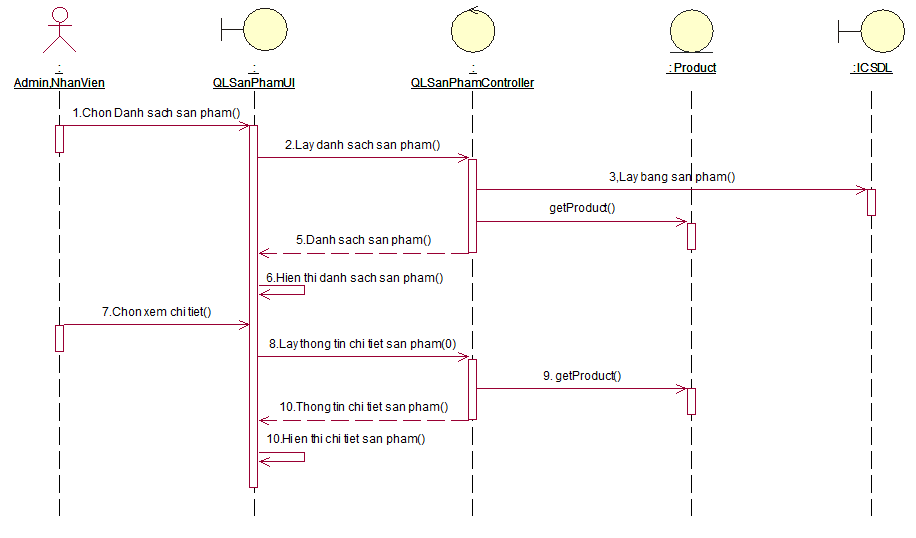 :
Admin,NhanVien
:
QLSanPhamUI
:
QLSanPhamController
: Product
:ICSDL
1.Chon Danh sach san pham()
2.Lay danh sach san pham()
3,Lay bang san pham()
getProduct()
5.Danh sach san pham()
6.Hien thi danh sach san pham()
7.Chon xem chi tiet()
8.Lay thong tin chi tiet san pham(0)
9. getProduct()
10.Thong tin chi tiet san pham()
10.Hien thi chi tiet san pham()